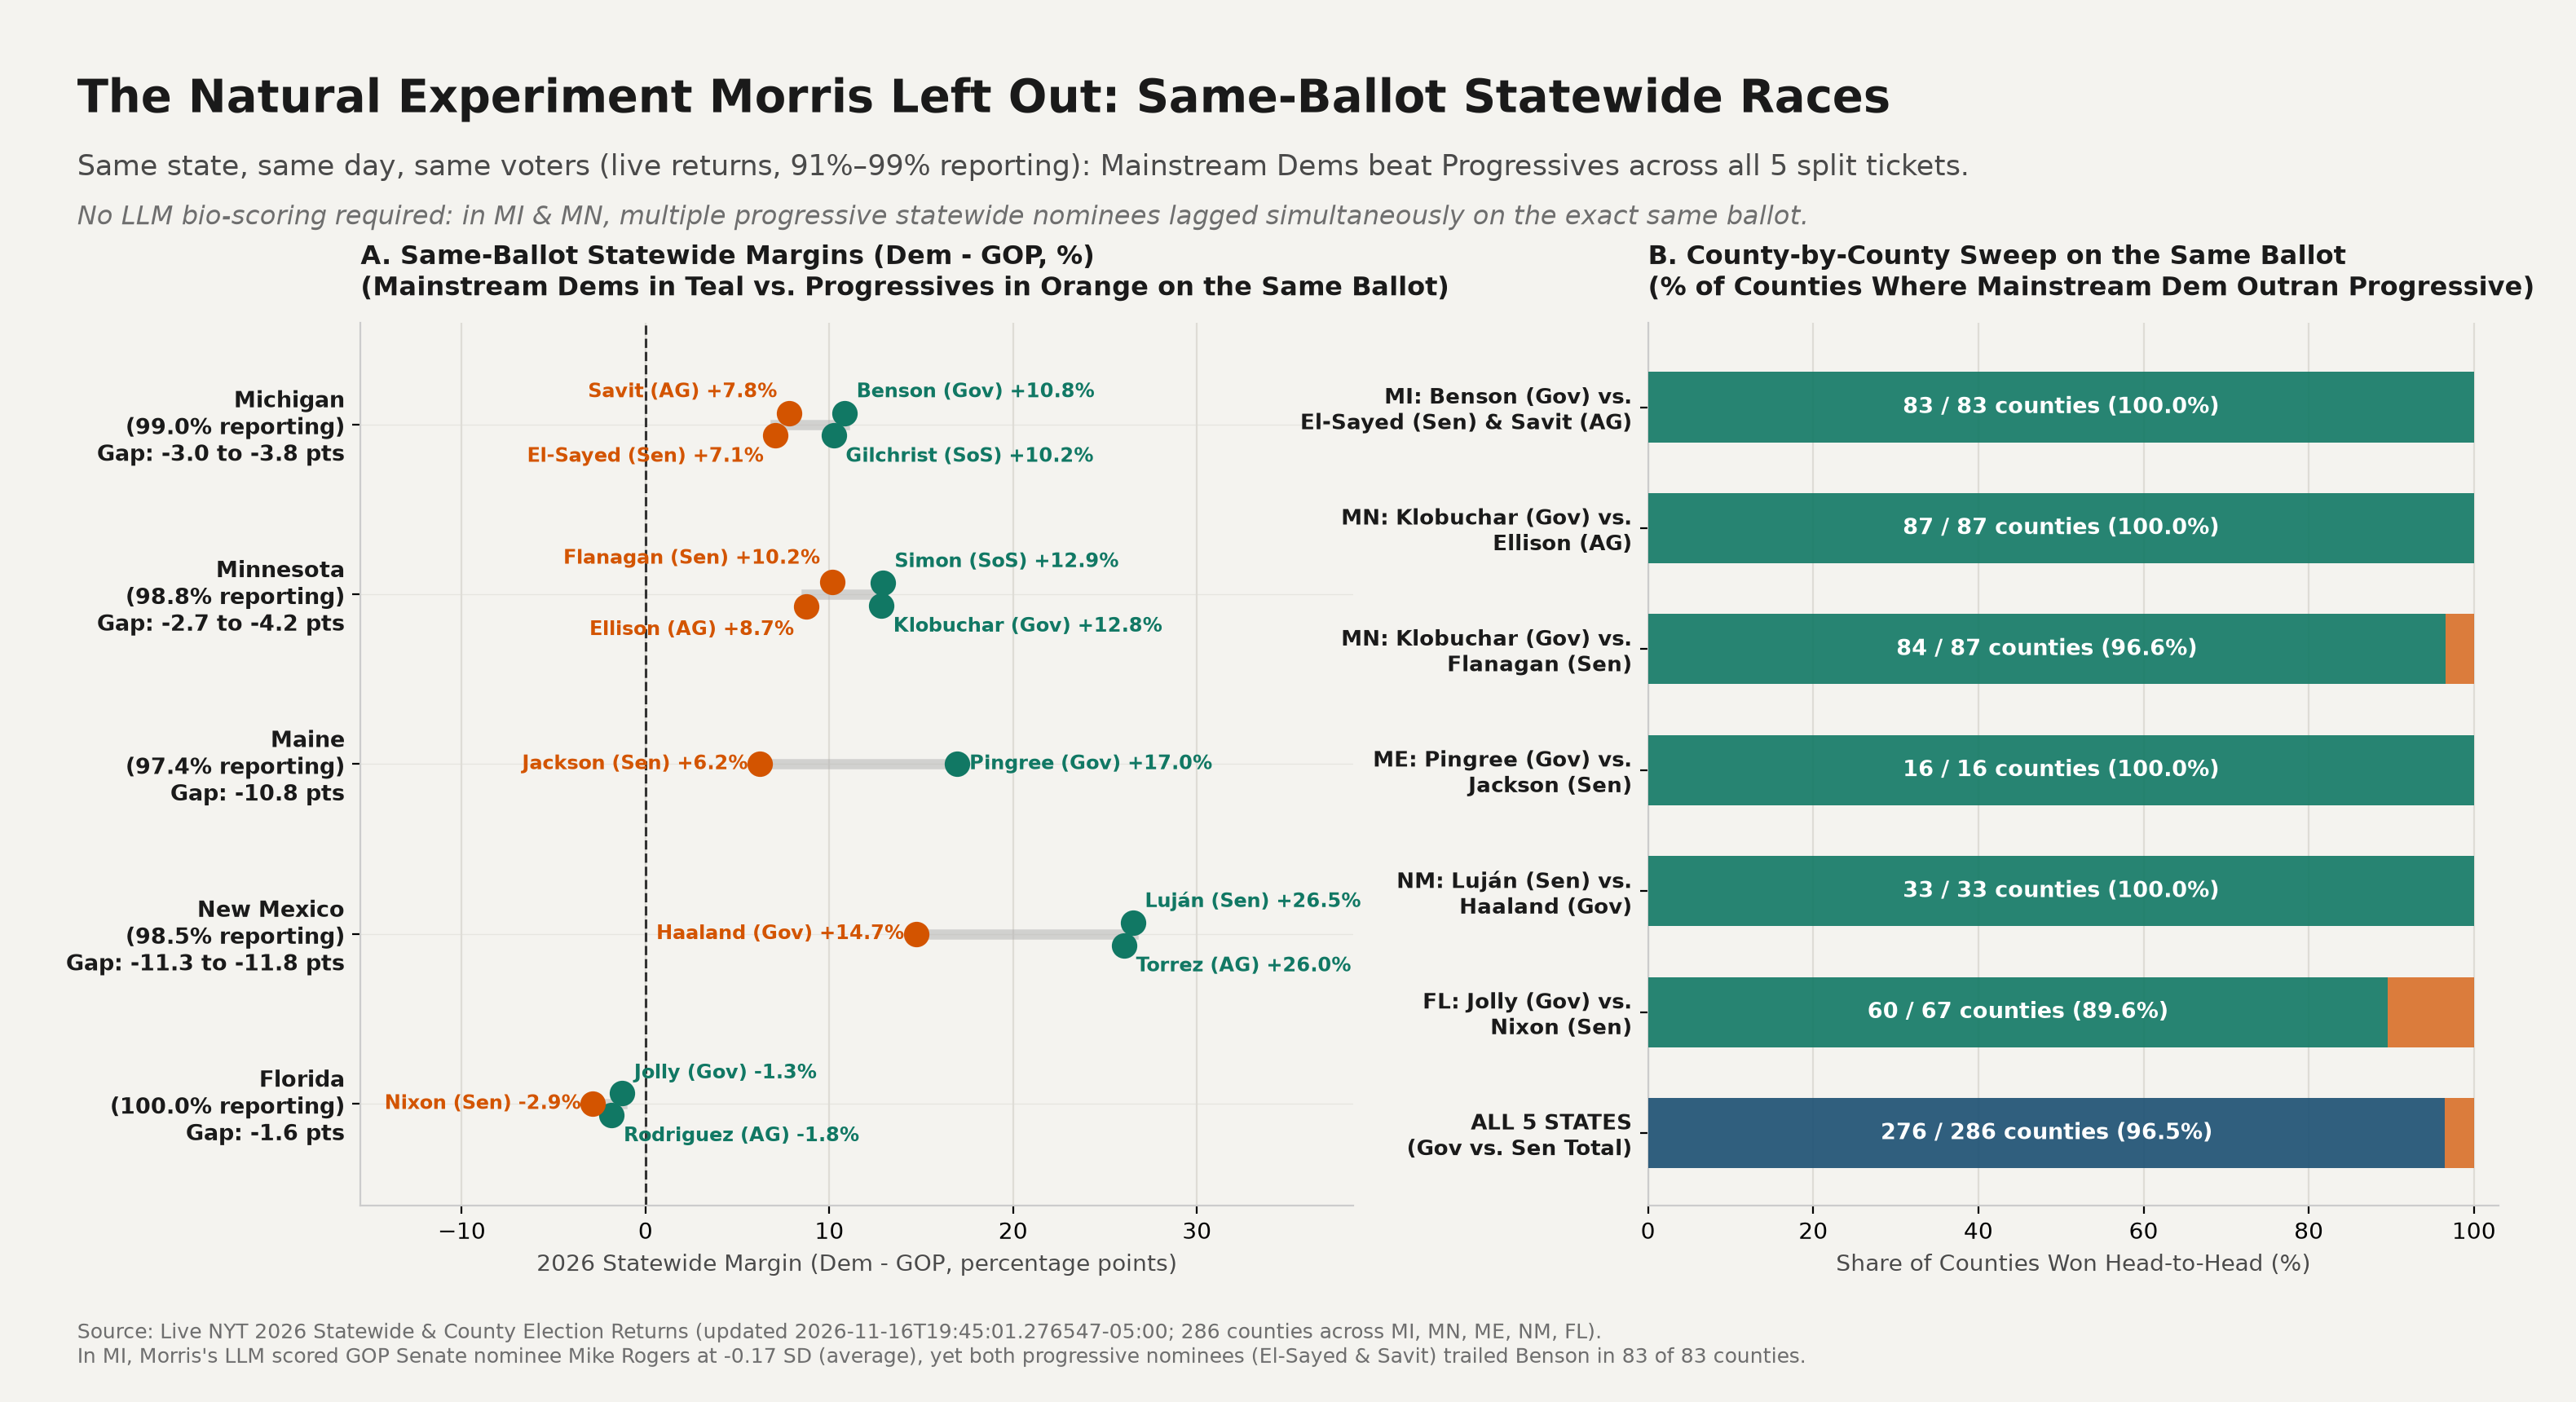 The Natural Experiment Morris Left Out: Same-Ballot Statewide Races
Same state, same day, same voters (live returns, 91%–99% reporting): Mainstream Dems beat Progressives across all 5 split tickets.
No LLM bio-scoring required: in MI & MN, multiple progressive statewide nominees lagged simultaneously on the exact same ballot.
A. Same-Ballot Statewide Margins (Dem - GOP, %)
(Mainstream Dems in Teal vs. Progressives in Orange on the Same Ballot)
Michigan
(99.0% reporting)
Gap: -3.0 to -3.8 pts
Savit (AG) +7.8%
Benson (Gov) +10.8%
El-Sayed (Sen) +7.1%
Gilchrist (SoS) +10.2%
Minnesota
(98.8% reporting)
Gap: -2.7 to -4.2 pts
Flanagan (Sen) +10.2%
Simon (SoS) +12.9%
Ellison (AG) +8.7%
Klobuchar (Gov) +12.8%
Maine
(97.4% reporting)
Gap: -10.8 pts
Jackson (Sen) +6.2%
Pingree (Gov) +17.0%
New Mexico
(98.5% reporting)
Gap: -11.3 to -11.8 pts
Luján (Sen) +26.5%
Haaland (Gov) +14.7%
Torrez (AG) +26.0%
Florida
(100.0% reporting)
Gap: -1.6 pts
Jolly (Gov) -1.3%
Nixon (Sen) -2.9%
Rodriguez (AG) -1.8%
−10
0
10
20
30
2026 Statewide Margin (Dem - GOP, percentage points)
B. County-by-County Sweep on the Same Ballot
(% of Counties Where Mainstream Dem Outran Progressive)
MI: Benson (Gov) vs.
El-Sayed (Sen) & Savit (AG)
83 / 83 counties (100.0%)
MN: Klobuchar (Gov) vs.
Ellison (AG)
87 / 87 counties (100.0%)
MN: Klobuchar (Gov) vs.
Flanagan (Sen)
84 / 87 counties (96.6%)
ME: Pingree (Gov) vs.
Jackson (Sen)
16 / 16 counties (100.0%)
NM: Luján (Sen) vs.
Haaland (Gov)
33 / 33 counties (100.0%)
FL: Jolly (Gov) vs.
Nixon (Sen)
60 / 67 counties (89.6%)
ALL 5 STATES
(Gov vs. Sen Total)
276 / 286 counties (96.5%)
0
20
40
60
80
100
Share of Counties Won Head-to-Head (%)
Source: Live NYT 2026 Statewide & County Election Returns (updated 2026-11-16T19:45:01.276547-05:00; 286 counties across MI, MN, ME, NM, FL).
In MI, Morris's LLM scored GOP Senate nominee Mike Rogers at -0.17 SD (average), yet both progressive nominees (El-Sayed & Savit) trailed Benson in 83 of 83 counties.